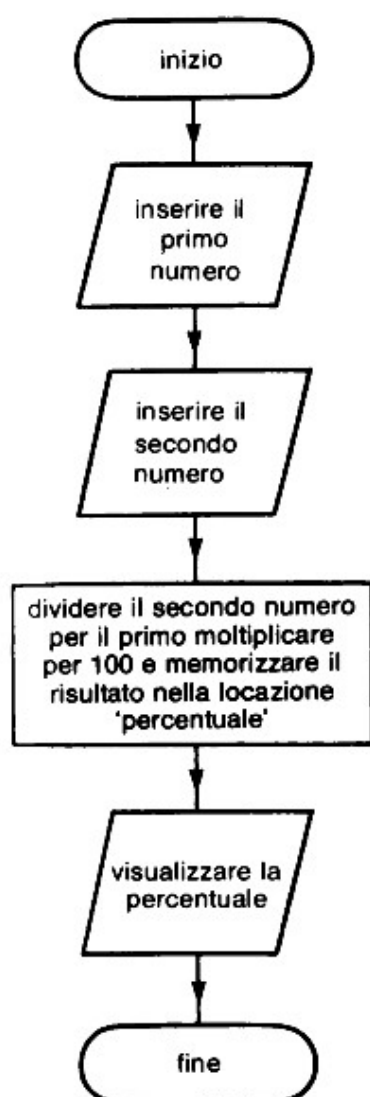 inizio
inserire il
primo
numero
inserire il
secondo
numero
dividere il secondo numero
per il primo moltiplicare
per 100 e memorizzare il
risultato nella locazione
'percentuale'
visualizzare la
percentuale
fine